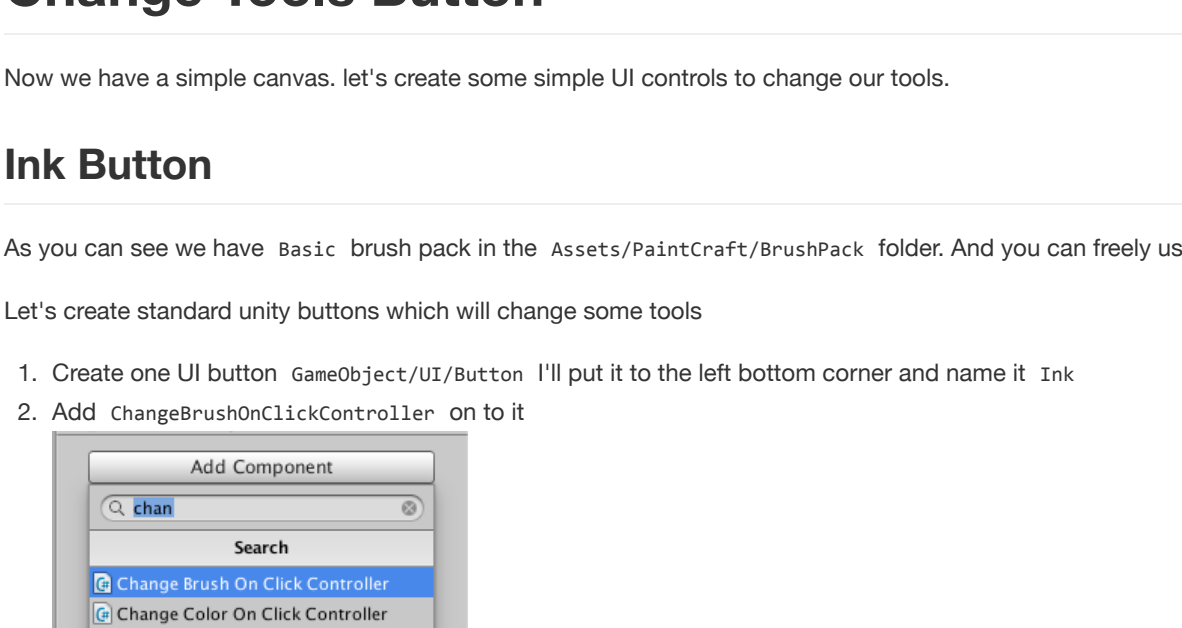 Change Tools Button
Now we have a simple canvas. let's create some simple UI controls to change our tools.
Ink Button
As you can see we have Basic brush pack in the Assets/PaintCraft/BrushPack folder. And you can freely us
Let's create standard unity buttons which will change some tools
1. Create one UI button GameObject/UI/Button I'll put it to the left bottom corner and name it Ink
2. Add ChangeBrushOnClickController on to it
Add Component
chan
Search
Change Brush On Click Controller
Change Color On Click Controller